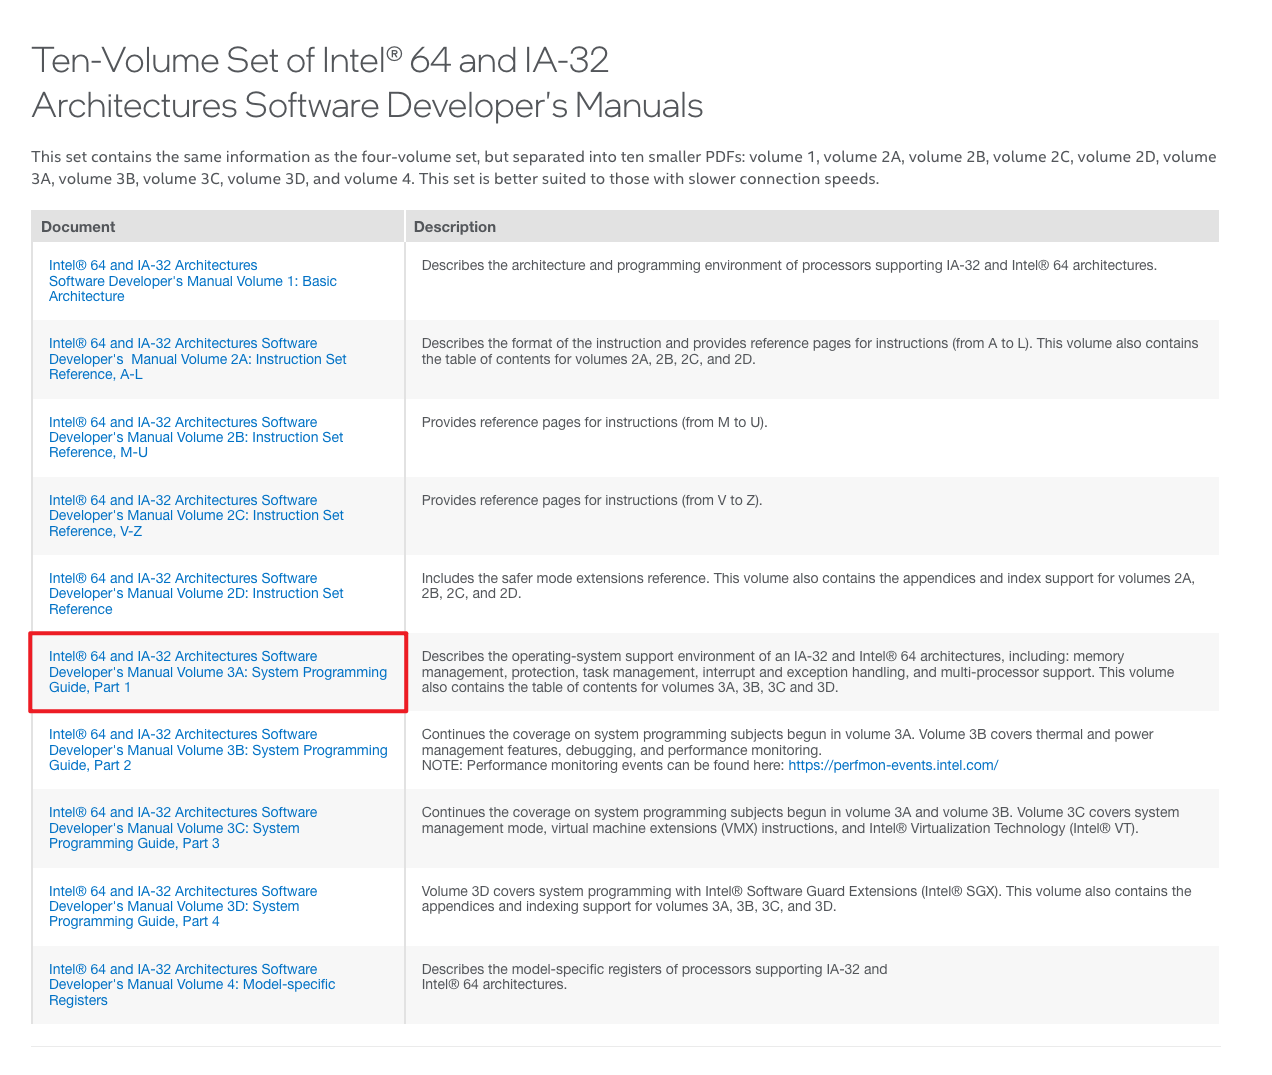 Ten-Volume Set of Intel® 64 and IA-32
Architectures Software Developer's Manuals
This set contains the same information as the four-volume set, but separated into ten smaller PDFs: volume 1, volume 2A, volume 2B, volume 2C, volume 2D, volume
3A, volume 3B, volume 3C, volume 3D, and volume 4. This set is better suited to those with slower connection speeds.
Document
Description
Intel® 64 and IA-32 Architectures
Software Developer's Manual Volume 1: Basic
Architecture
Describes the architecture and programming environment of processors supporting IA-32 and Intel® 64 architectures.
Intel® 64 and IA-32 Architectures Software
Developer's  Manual Volume 2A: Instruction Set
Reference, A-L
Describes the format of the instruction and provides reference pages for instructions (from A to L). This volume also contains
the table of contents for volumes 2A, 2B, 2C, and 2D.
Intel® 64 and IA-32 Architectures Software
Developer's Manual Volume 2B: Instruction Set
Reference, M-U
Provides reference pages for instructions (from M to U).
Intel® 64 and IA-32 Architectures Software
Developer's Manual Volume 2C: Instruction Set
Reference, V-Z
Provides reference pages for instructions (from V to Z).
Intel® 64 and IA-32 Architectures Software
Developer's Manual Volume 2D: Instruction Set
Reference
Includes the safer mode extensions reference. This volume also contains the appendices and index support for volumes 2A,
2B, 2C, and 2D.
Intel® 64 and IA-32 Architectures Software
Developer's Manual Volume 3A: System Programming
Guide, Part 1
Describes the operating-system support environment of an IA-32 and Intel® 64 architectures, including: memory
management, protection, task management, interrupt and exception handling, and multi-processor support. This volume
also contains the table of contents for volumes 3A, 3B, 3C and 3D.
Intel® 64 and IA-32 Architectures Software
Developer's Manual Volume 3B: System Programming
Guide, Part 2
Continues the coverage on system programming subjects begun in volume 3A. Volume 3B covers thermal and power
management features, debugging, and performance monitoring.
NOTE: Performance monitoring events can be found here: https://perfmon-events.intel.com/
Intel® 64 and IA-32 Architectures Software
Developer's Manual Volume 3C: System
Programming Guide, Part 3
Continues the coverage on system programming subjects begun in volume 3A and volume 3B. Volume 3C covers system
management mode, virtual machine extensions (VMX) instructions, and Intel® Virtualization Technology (Intel® VT).
Intel® 64 and IA-32 Architectures Software
Developer's Manual Volume 3D: System
Programming Guide, Part 4
Volume 3D covers system programming with Intel® Software Guard Extensions (Intel® SGX). This volume also contains the
appendices and indexing support for volumes 3A, 3B, 3C, and 3D.
Intel® 64 and IA-32 Architectures Software
Developer's Manual Volume 4: Model-specific
Registers
Describes the model-specific registers of processors supporting IA-32 and
Intel® 64 architectures.